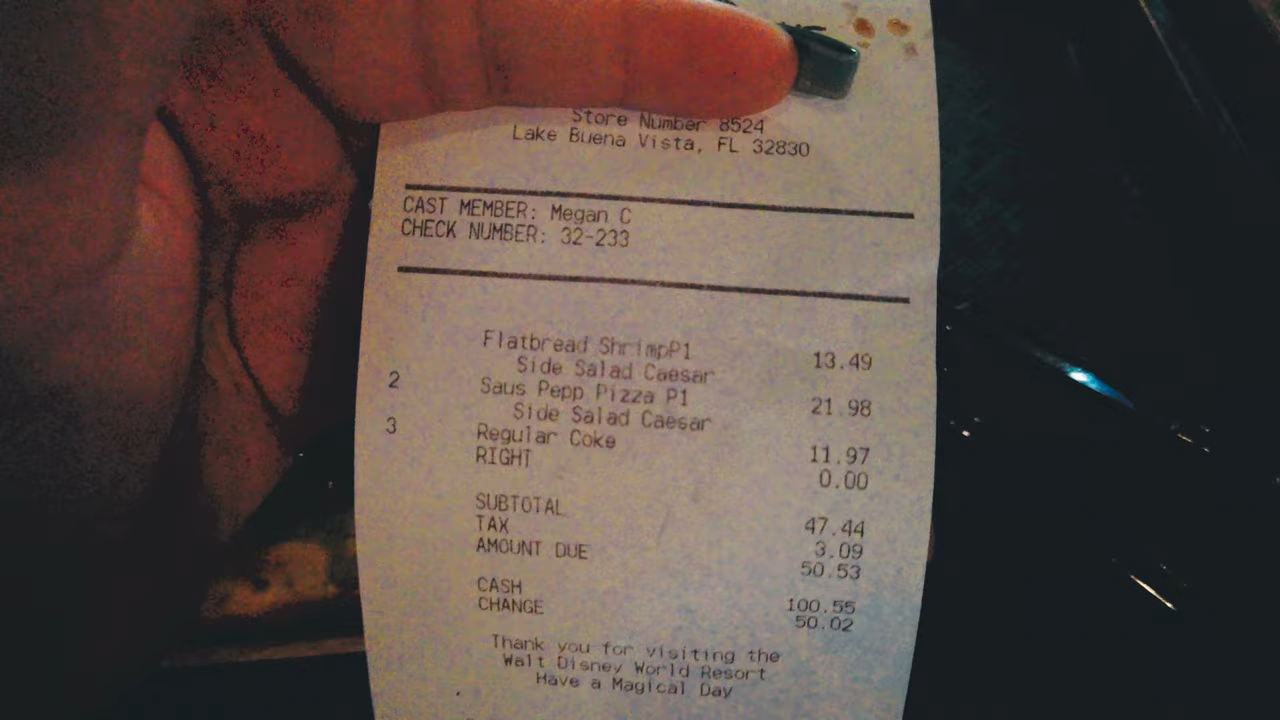 Store Number 8524
Lake Buena Vista, FL 32830
CAST MEMBER: Megan C
CHECK NUMBER: 32-233
Flatbread ShrimpP1 13.49
Side Salad Caesar
2 Saus Pepp Pizza P1 21.98
Side Salad Caesar
3 Regular Coke 11.97
RIGHT 0.00
SUBTOTAL 47.44
TAX 3.09
AMOUNT DUE 50.53
CASH 100.55
CHANGE 50.02
Thank you for visiting the
Walt Disney World Resort
Have a Magical Day